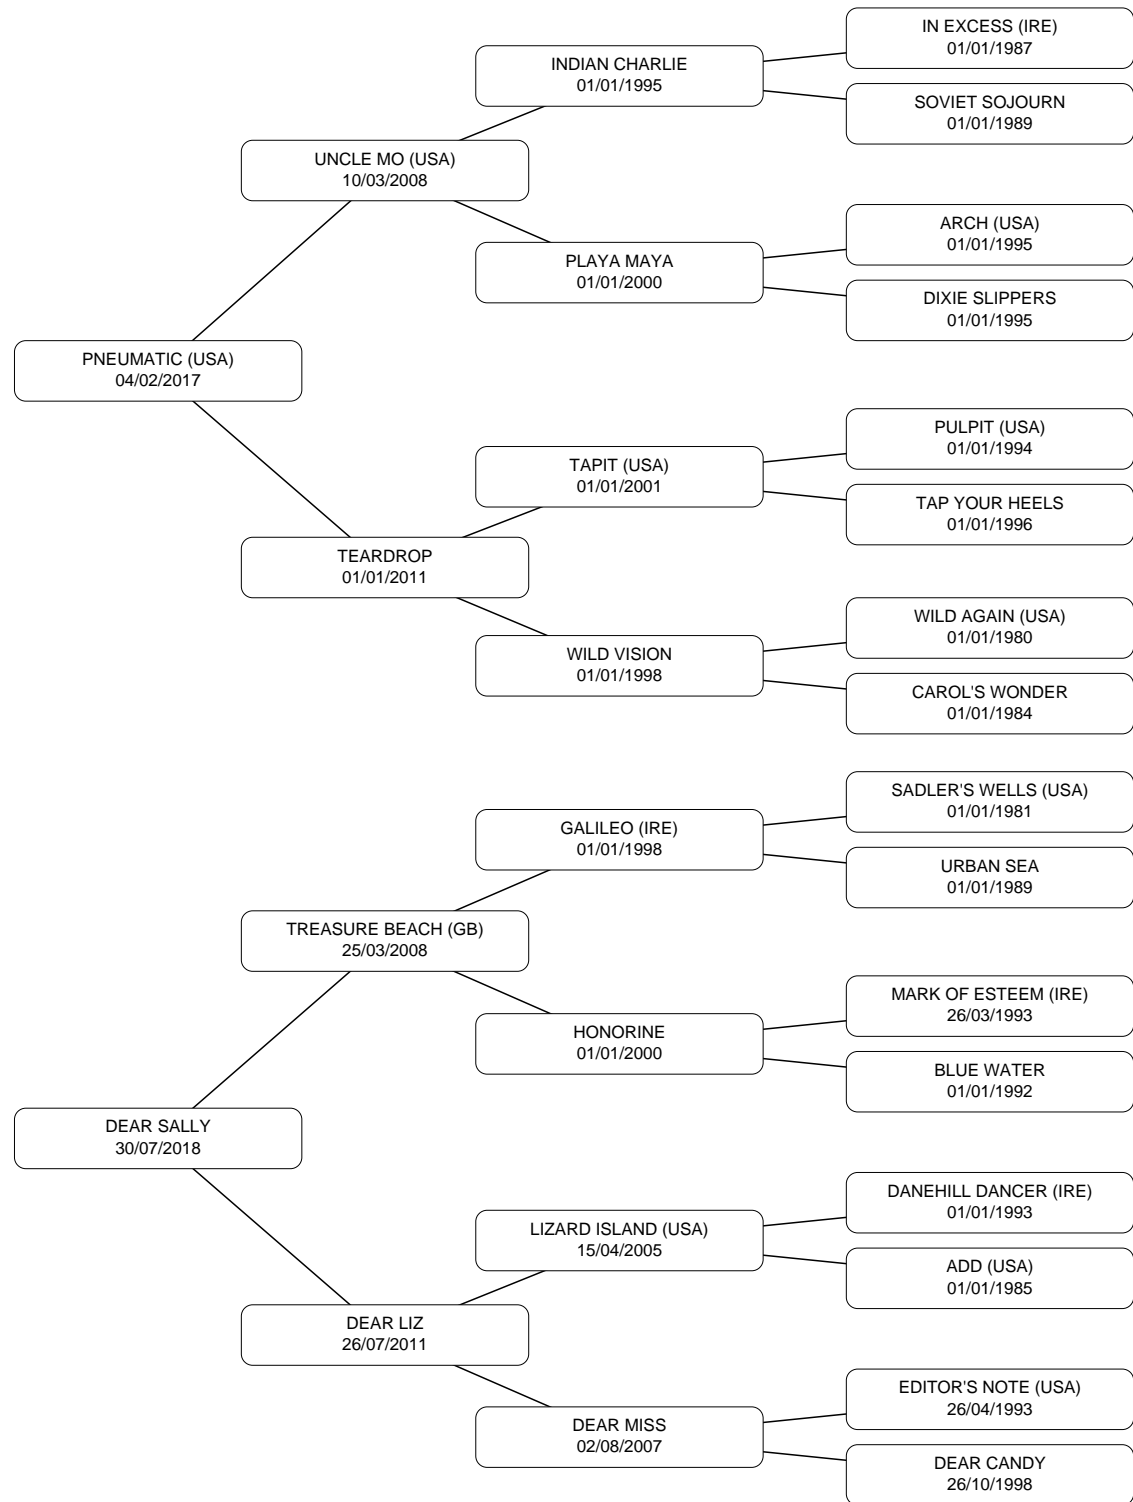 IN EXCESS (IRE)
01/01/1987
INDIAN CHARLIE
01/01/1995
SOVIET SOJOURN
01/01/1989
UNCLE MO (USA)
10/03/2008
ARCH (USA)
01/01/1995
PLAYA MAYA
01/01/2000
DIXIE SLIPPERS
01/01/1995
PNEUMATIC (USA)
04/02/2017
PULPIT (USA)
01/01/1994
TAPIT (USA)
01/01/2001
TAP YOUR HEELS
01/01/1996
TEARDROP
01/01/2011
WILD AGAIN (USA)
01/01/1980
WILD VISION
01/01/1998
CAROL'S WONDER
01/01/1984
SADLER'S WELLS (USA)
01/01/1981
GALILEO (IRE)
01/01/1998
URBAN SEA
01/01/1989
TREASURE BEACH (GB)
25/03/2008
MARK OF ESTEEM (IRE)
26/03/1993
HONORINE
01/01/2000
BLUE WATER
01/01/1992
DEAR SALLY
30/07/2018
DANEHILL DANCER (IRE)
01/01/1993
LIZARD ISLAND (USA)
15/04/2005
ADD (USA)
01/01/1985
DEAR LIZ
26/07/2011
EDITOR'S NOTE (USA)
26/04/1993
DEAR MISS
02/08/2007
DEAR CANDY
26/10/1998